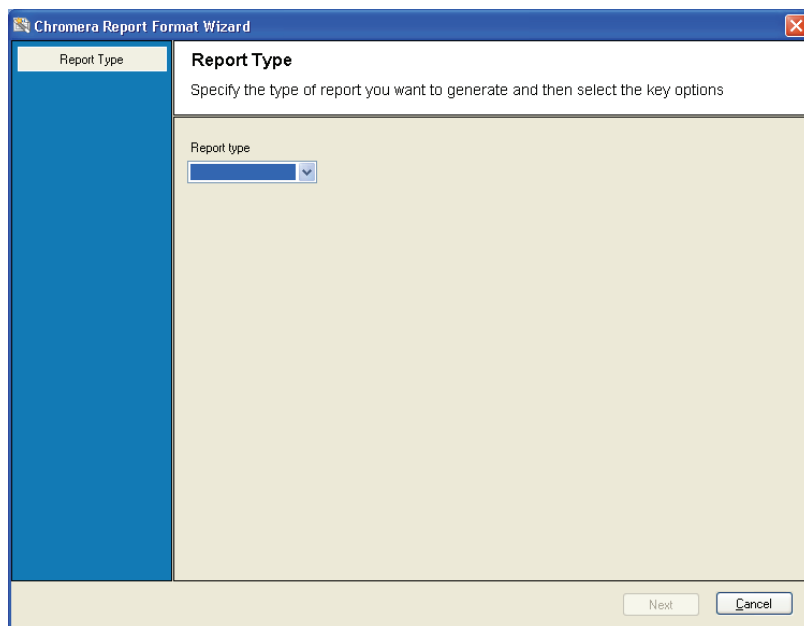 Chromera Report Format Wizard
Report Type
Report Type
Specify the type of report you want to generate and then select the key options
Report type
Next
Cancel